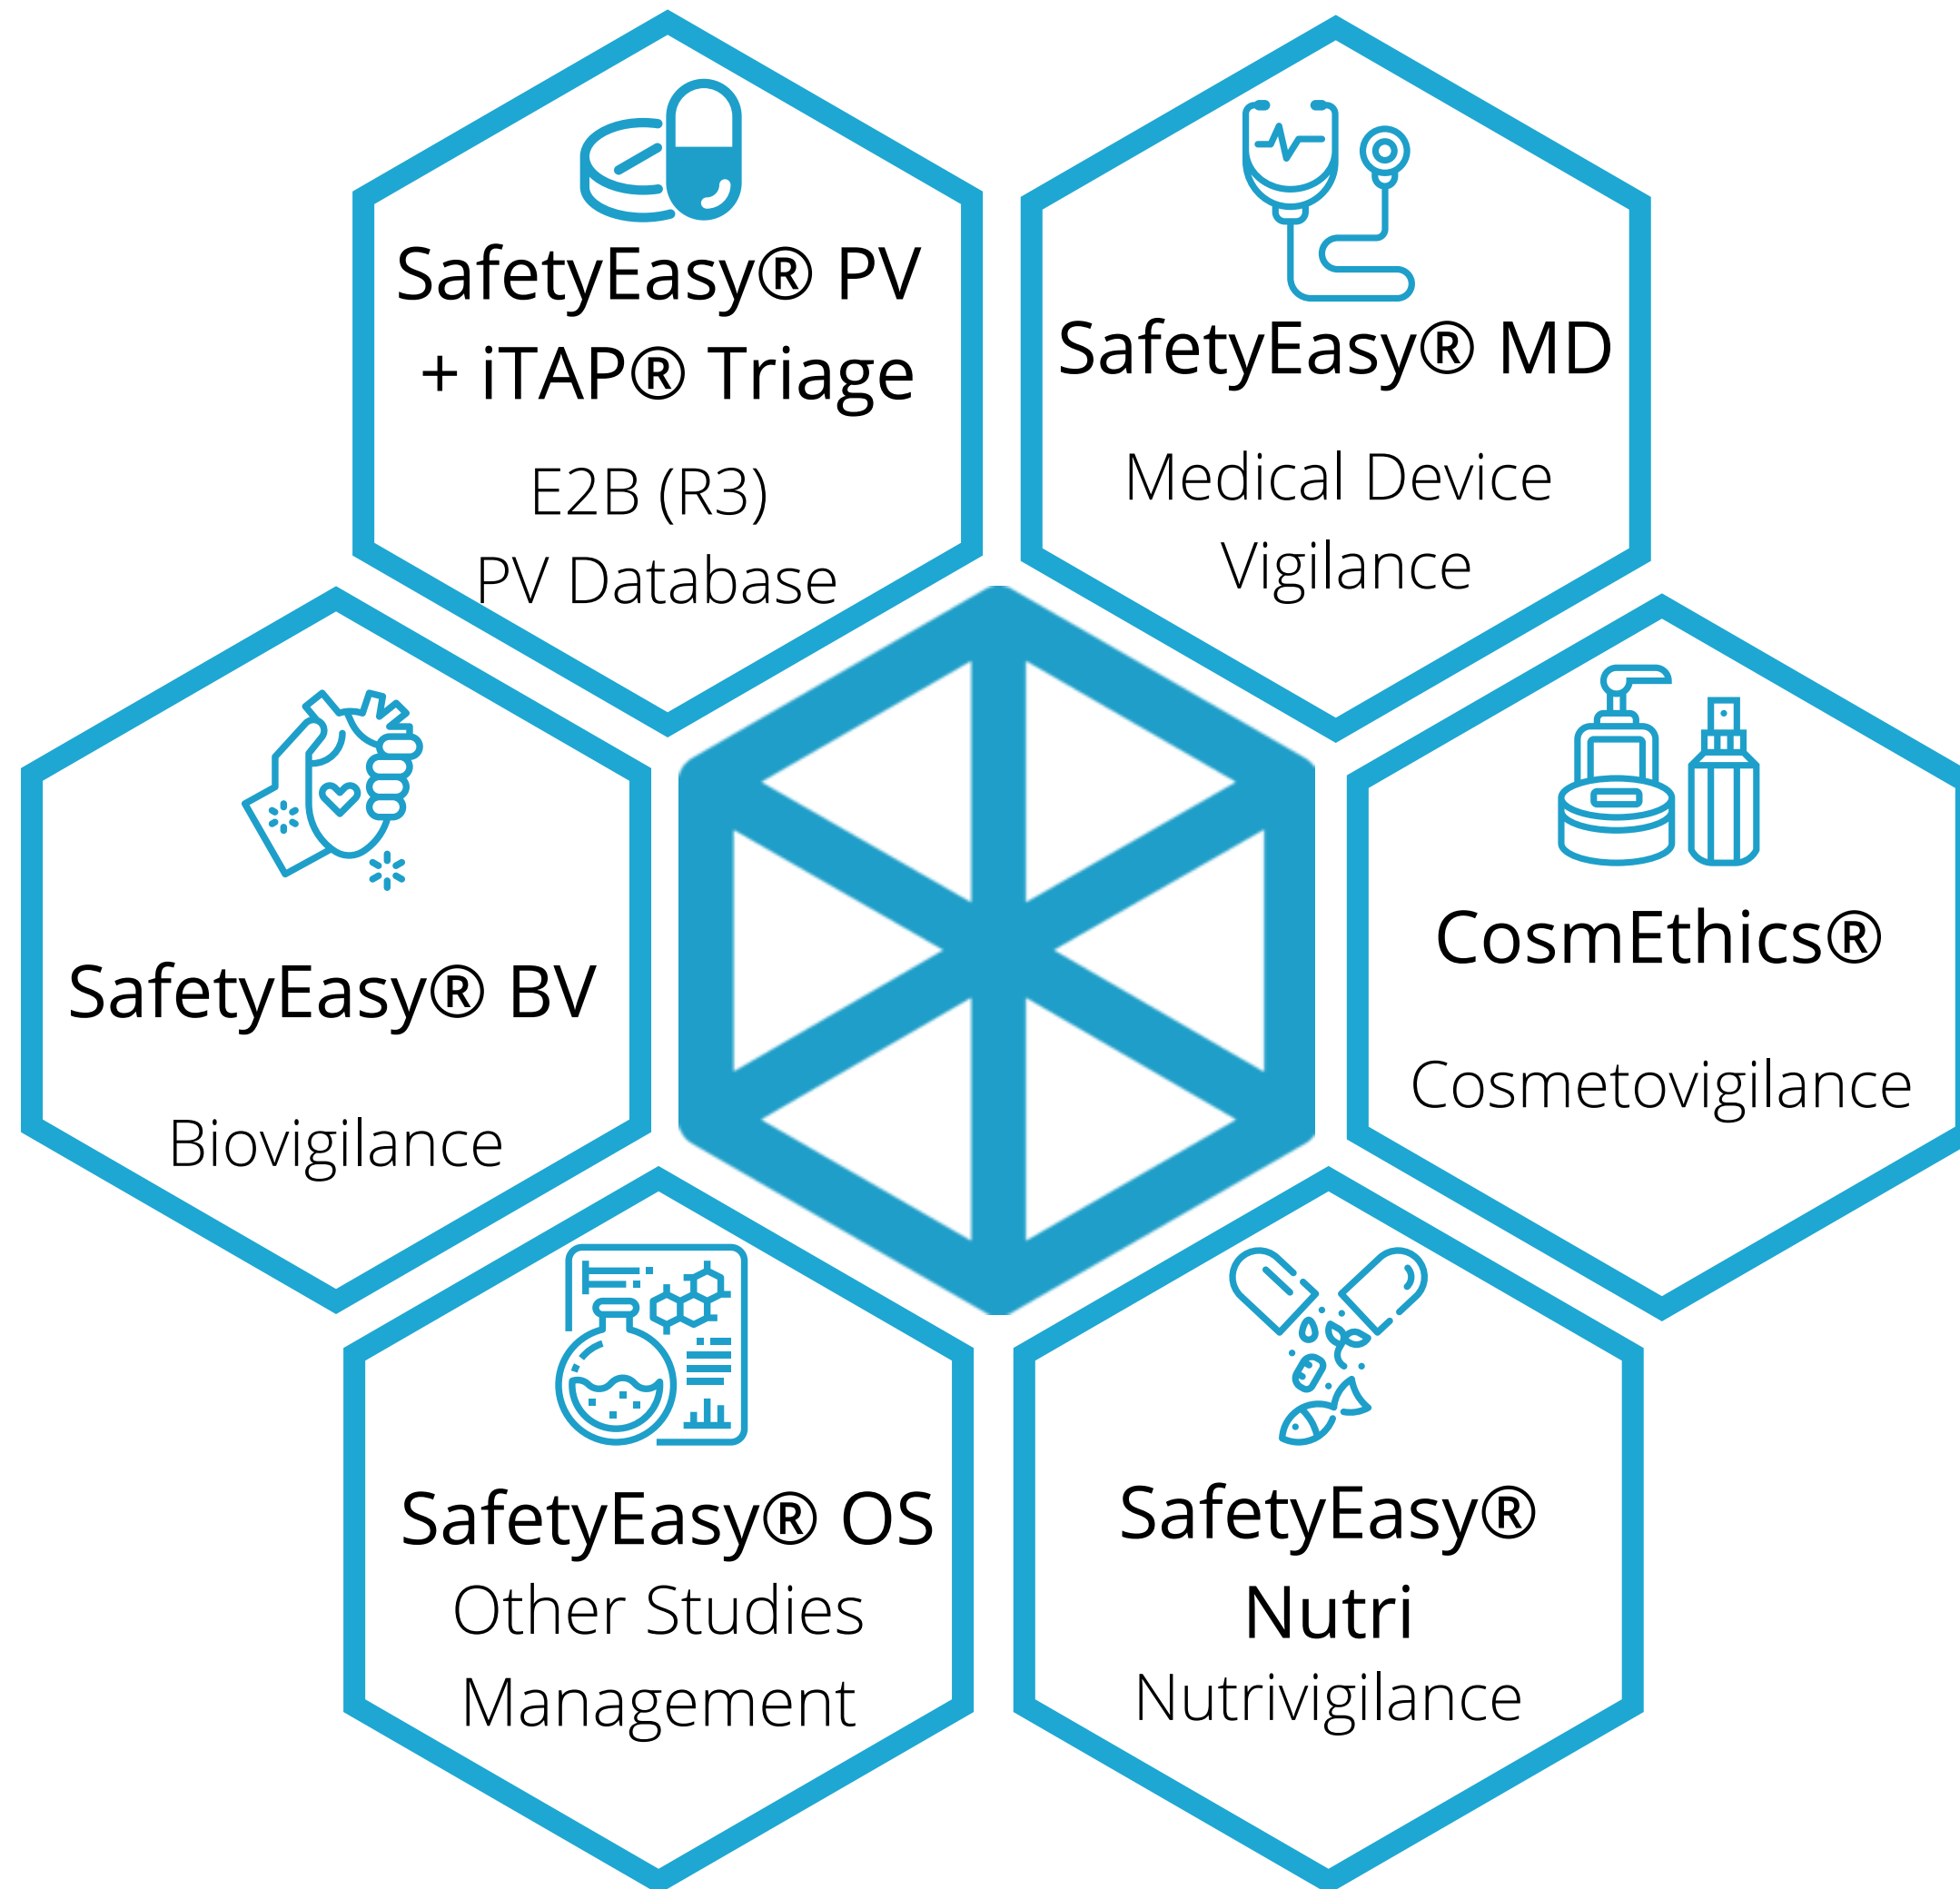 SafetyEasy® PV
+ iTAP® Triage
E2B (R3)
PV Database
SafetyEasy® MD
Medical Device
Vigilance
SafetyEasy® BV
Biovigilance
CosmEthics®
Cosmetovigilance
SafetyEasy® OS
Other Studies
Management
SafetyEasy®
Nutri
Nutrivigilance